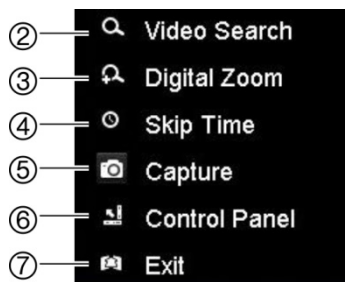 ② Video Search
③ Digital Zoom
④ Skip Time
⑤ Capture
⑥ Control Panel
⑦ Exit